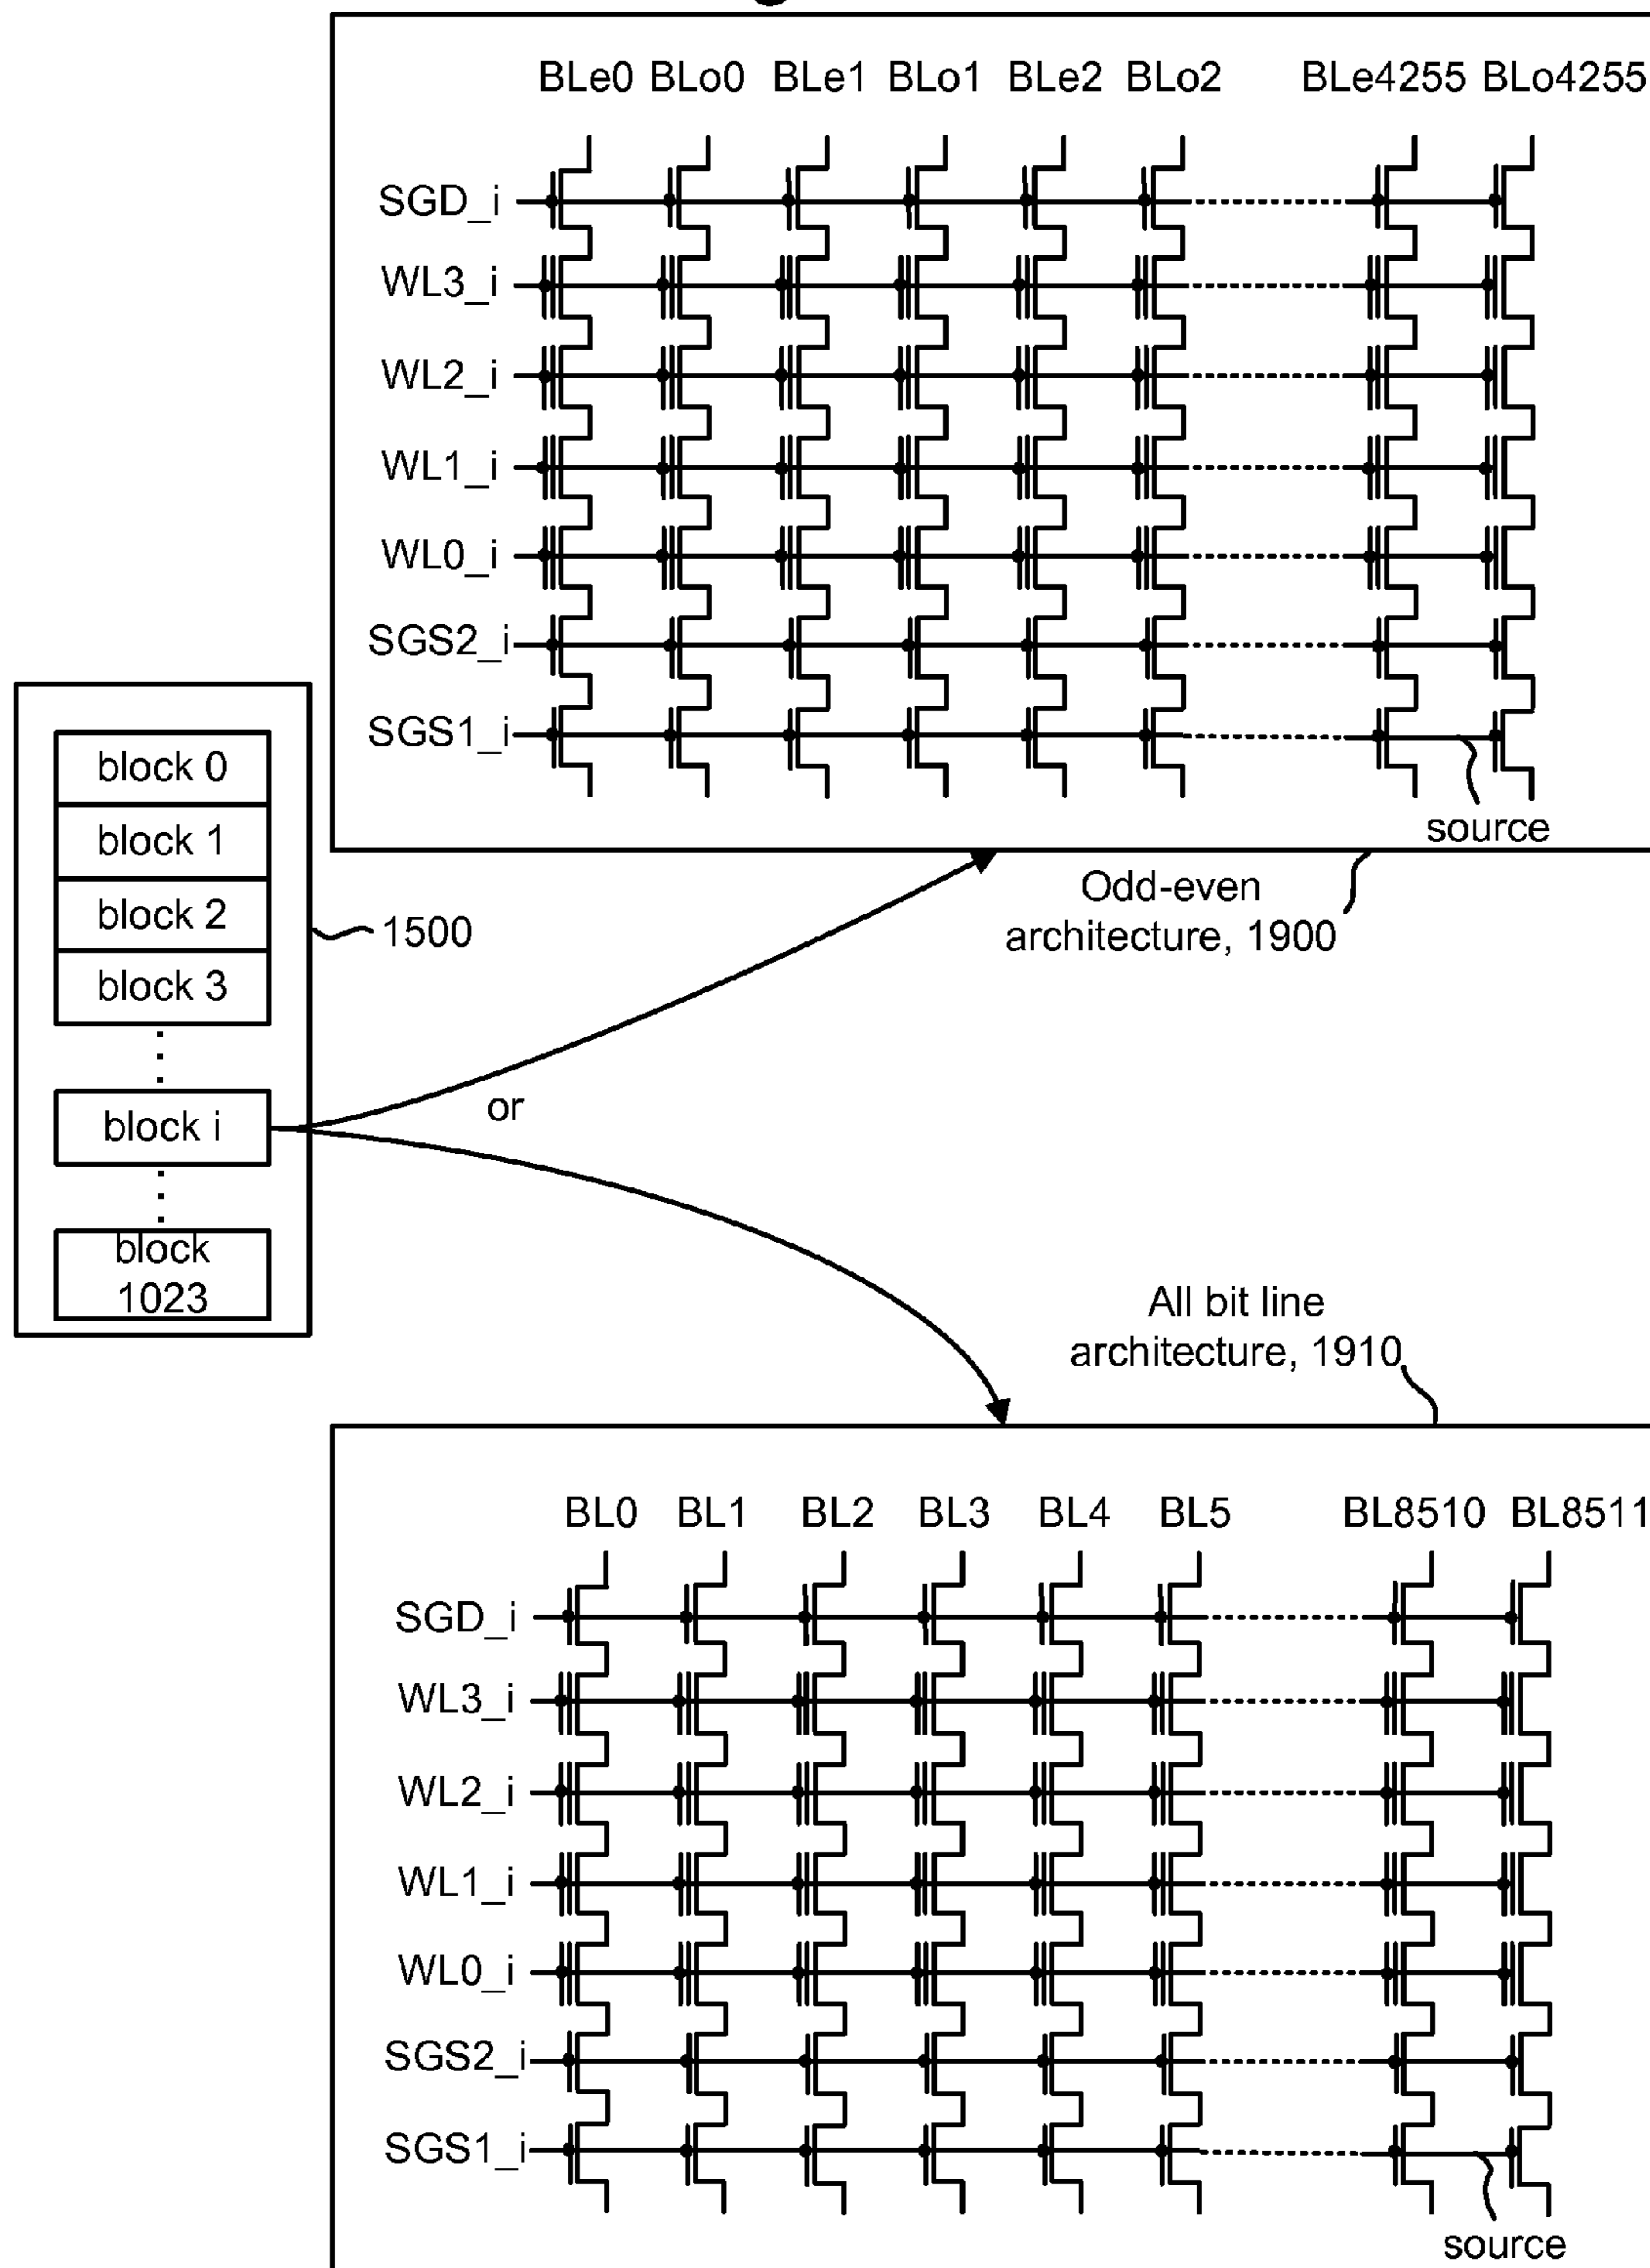 BLe0 BLo0 BLe1 BLo1 BLe2 BLo2 BLe4255 BLo4255
SGD_i
WL3_i
WL2_i
WL1_i
WL0_i
SGS2_i
SGS1_i
source
Odd-even
architecture, 1900
block 0
block 1
block 2
block 3
block i
block
1023
1500
or
All bit line
architecture, 1910
BL0 BL1 BL2 BL3 BL4 BL5 BL8510 BL8511
SGD_i
WL3_i
WL2_i
WL1_i
WL0_i
SGS2_i
SGS1_i
source